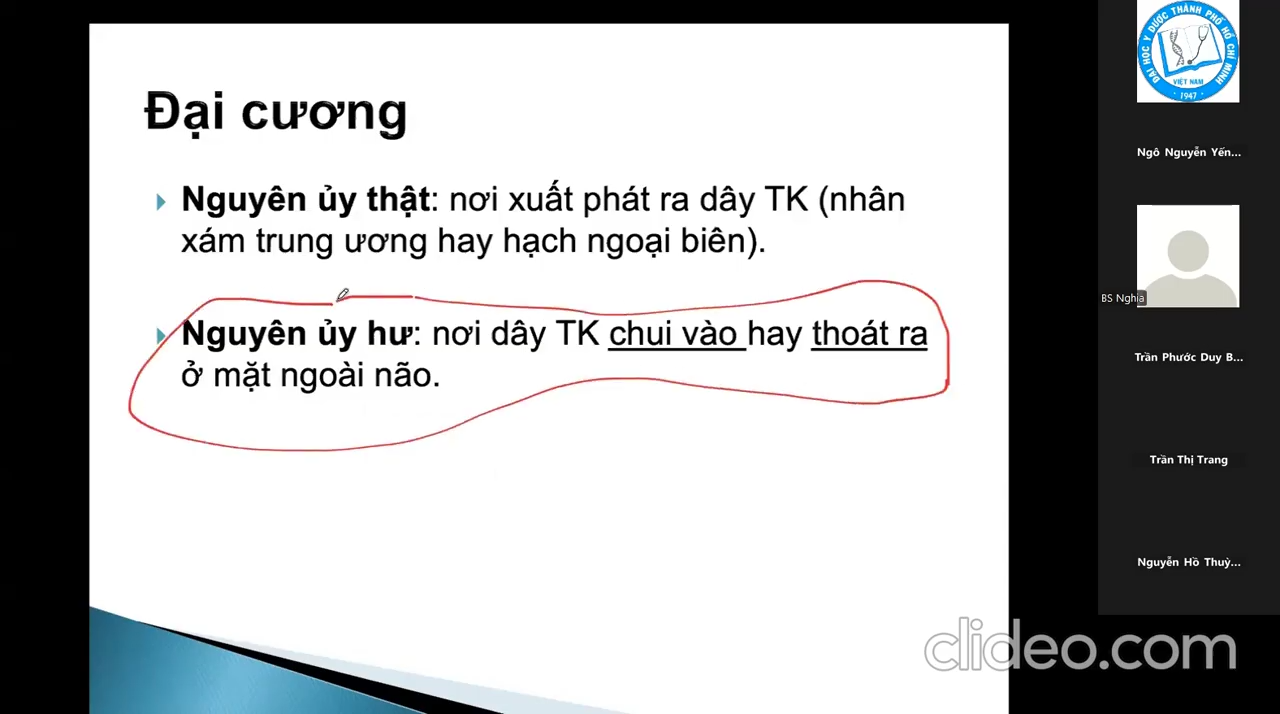 Đại cương
Nguyên ủy thật: nơi xuất phát ra dây TK (nhân
xám trung ương hay hạch ngoại biên).
Nguyên ủy hư: nơi dây TK chui vào hay thoát ra
ở mặt ngoài não.
ĐẠI HỌC Y DƯỢC THÀNH PHỐ HỒ CHÍ MINH
VIỆT NAM
1947
Ngô Nguyễn Yến...
BS Nghĩa
Trần Phước Duy B...
Trần Thị Trang
Nguyễn Hồ Thuỳ...
clideo.com